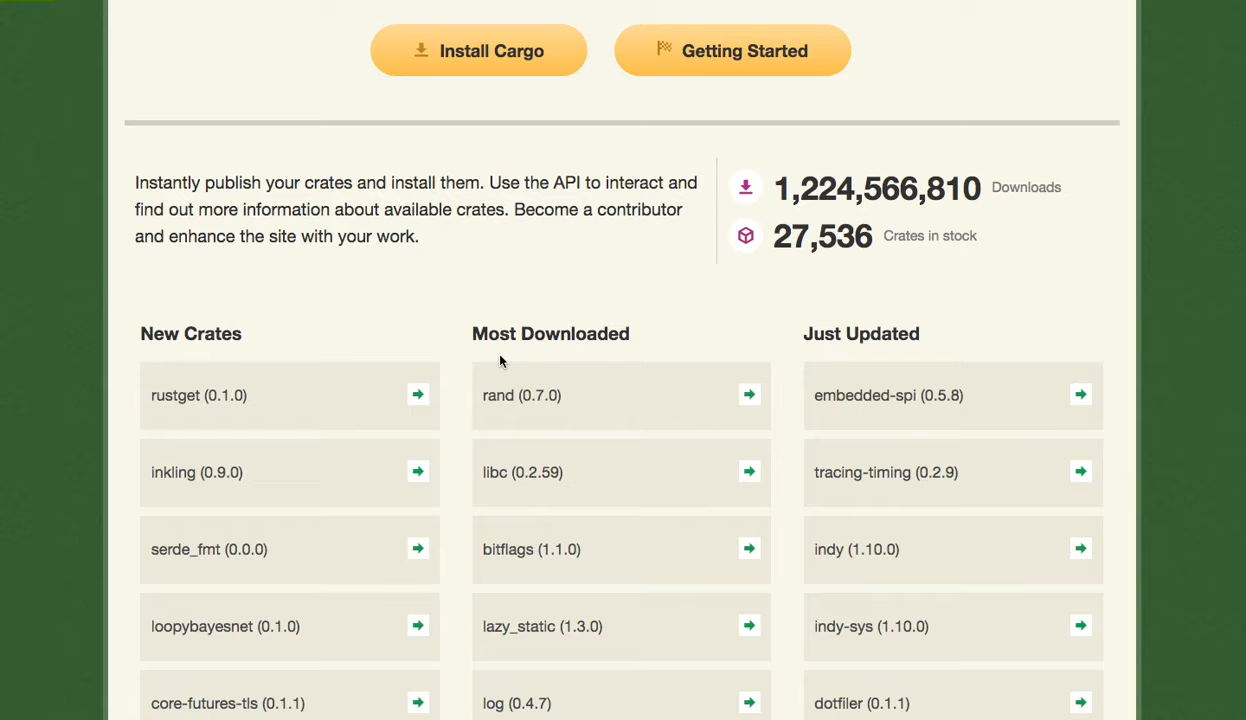 Install Cargo
Getting Started
Instantly publish your crates and install them. Use the API to interact and
find out more information about available crates. Become a contributor
and enhance the site with your work.
1,224,566,810 Downloads
27,536 Crates in stock
New Crates
rustget (0.1.0)
inkling (0.9.0)
serde_fmt (0.0.0)
loopybayesnet (0.1.0)
core-futures-tls (0.1.1)
Most Downloaded
rand (0.7.0)
libc (0.2.59)
bitflags (1.1.0)
lazy_static (1.3.0)
log (0.4.7)
Just Updated
embedded-spi (0.5.8)
tracing-timing (0.2.9)
indy (1.10.0)
indy-sys (1.10.0)
dotfiler (0.1.1)